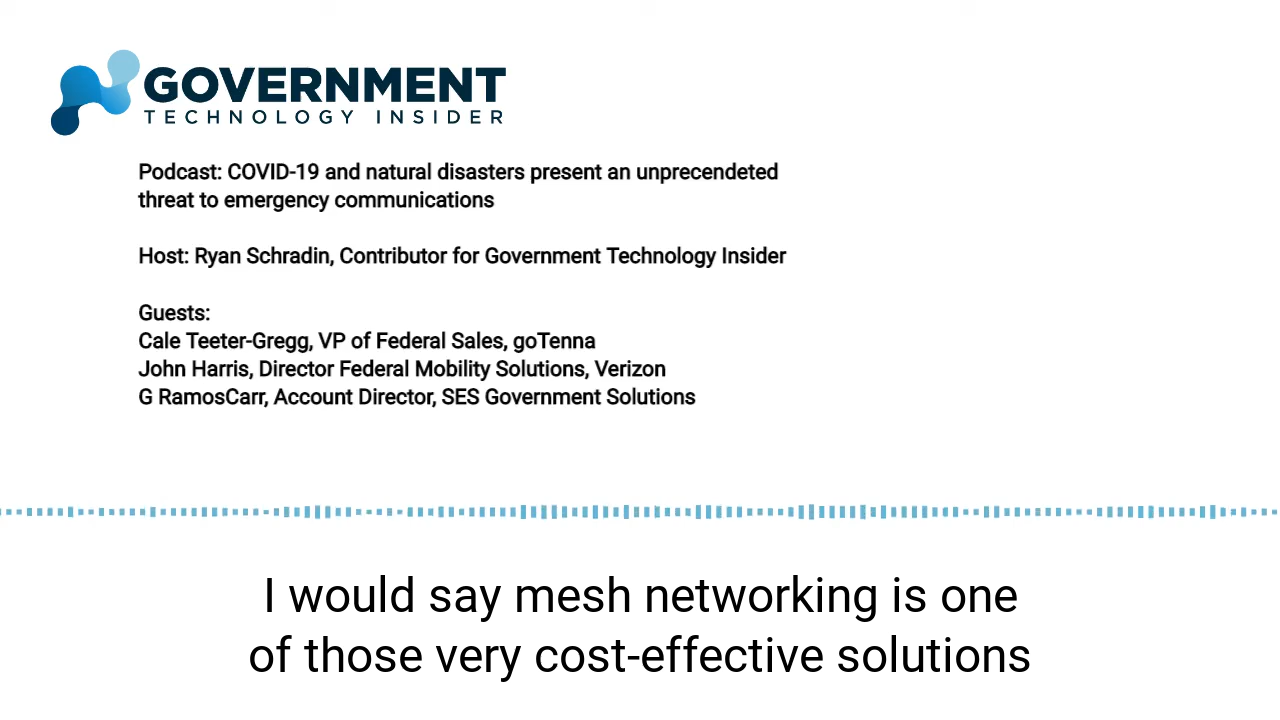 GOVERNMENT
TECHNOLOGY INSIDER
Podcast: COVID-19 and natural disasters present an unprecendeted
threat to emergency communications
Host: Ryan Schradin, Contributor for Government Technology Insider
Guests:
Cale Teeter-Gregg, VP of Federal Sales, goTenna
John Harris, Director Federal Mobility Solutions, Verizon
G RamosCarr, Account Director, SES Government Solutions
I would say mesh networking is one
of those very cost-effective solutions